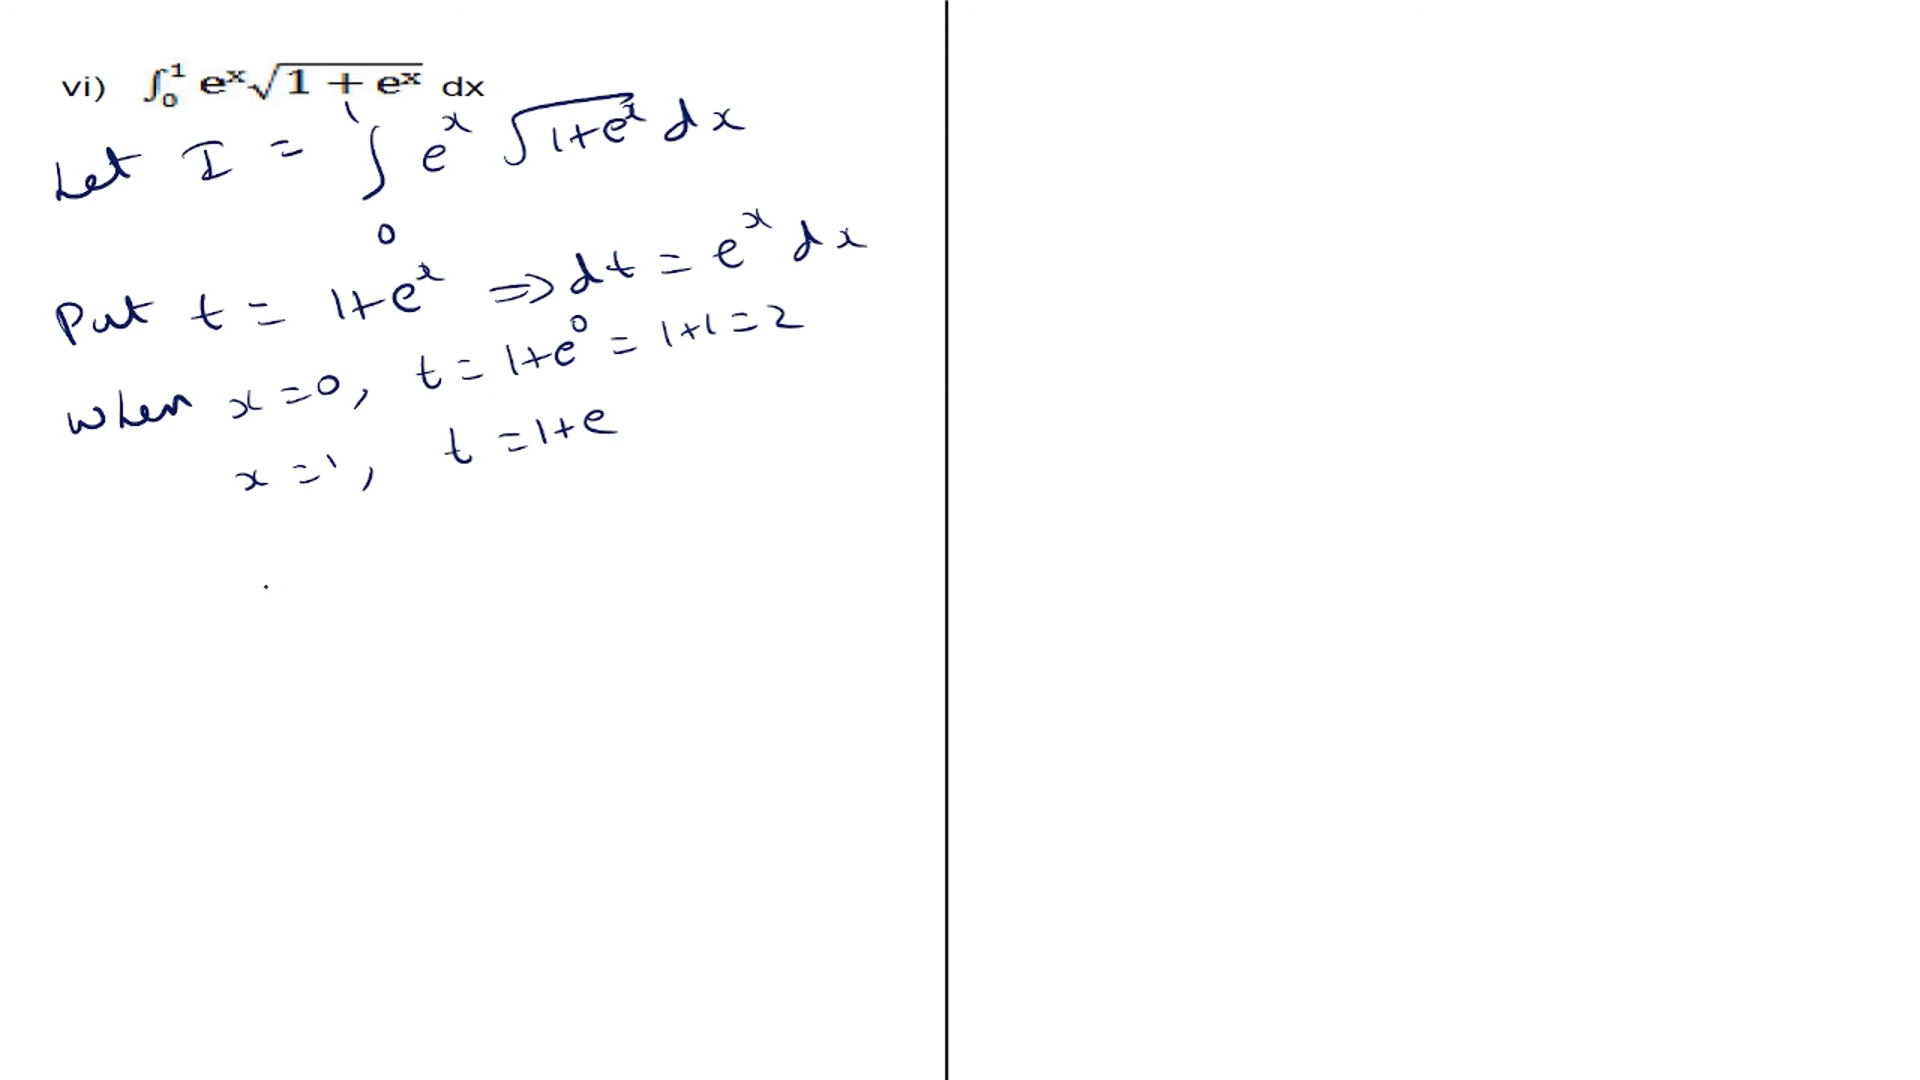 vi) ∫₀¹ eˣ√(1 + eˣ) dx
Let I = ∫₀¹ eˣ √(1+eˣ) dx
Put t = 1+eˣ ⇒ dt = eˣ dx
When x = 0, t = 1+e⁰ = 1+1 = 2
x = 1, t = 1+e